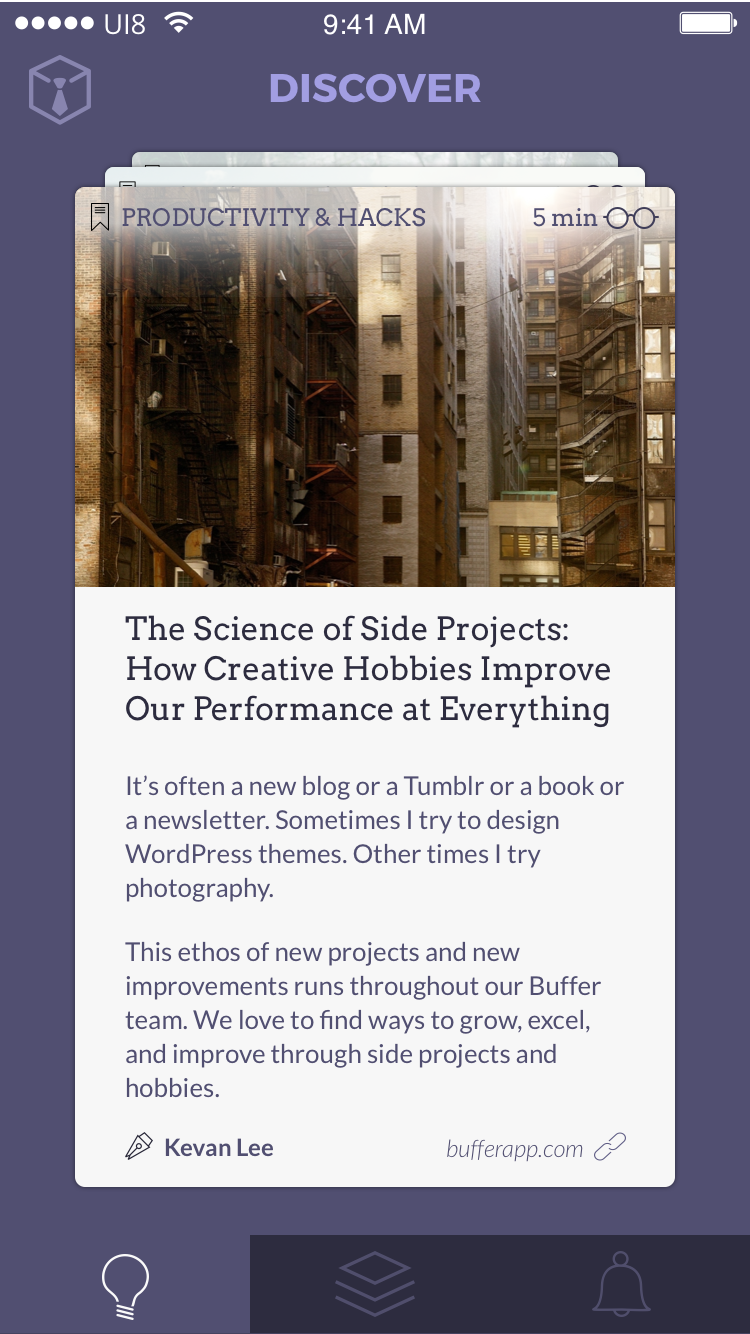 UI8 9:41 AM
DISCOVER
PRODUCTIVITY & HACKS 5 min
The Science of Side Projects:
How Creative Hobbies Improve
Our Performance at Everything
It’s often a new blog or a Tumblr or a book or
a newsletter. Sometimes I try to design
WordPress themes. Other times I try
photography.
This ethos of new projects and new
improvements runs throughout our Buffer
team. We love to find ways to grow, excel,
and improve through side projects and
hobbies.
Kevan Lee bufferapp.com